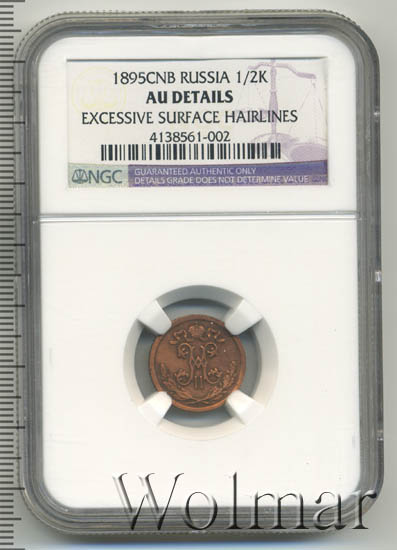 1895CNB RUSSIA 1/2K
AU DETAILS
EXCESSIVE SURFACE HAIRLINES
4138561-002
NGC
GUARANTEED AUTHENTIC ONLY
DETAILS GRADE DOES NOT DETERMINE VALUE
Wolmar